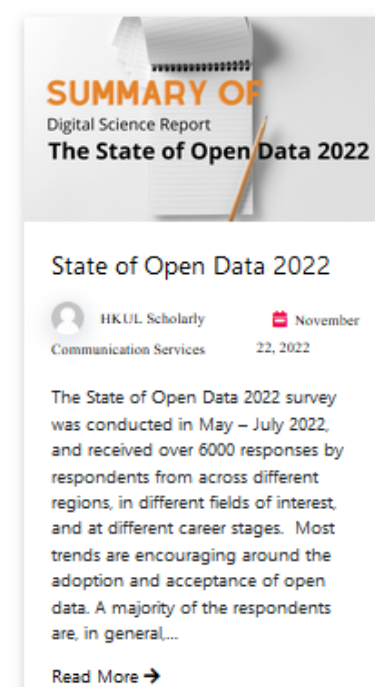 SUMMARY OF
Digital Science Report
The State of Open Data 2022
State of Open Data 2022
HKUL Scholarly
Communication Services
November
22, 2022
The State of Open Data 2022 survey
was conducted in May – July 2022,
and received over 6000 responses by
respondents from across different
regions, in different fields of interest,
and at different career stages.  Most
trends are encouraging around the
adoption and acceptance of open
data. A majority of the respondents
are, in general,...
Read More →